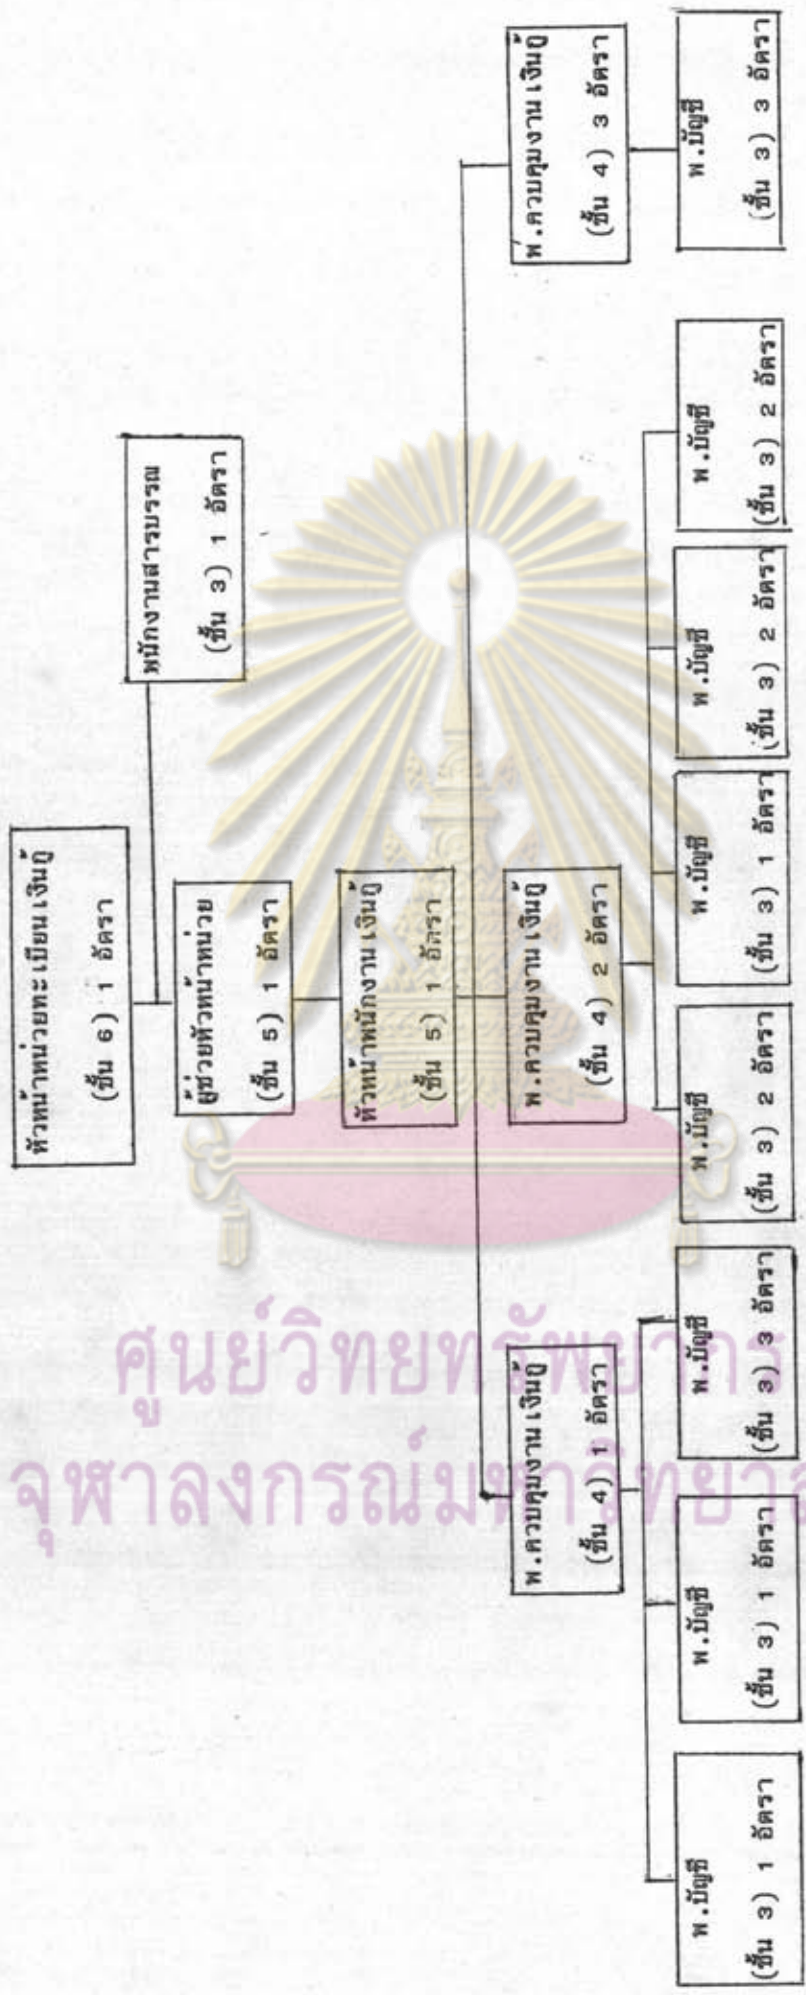 หัวหน้าหน่วยทะเบียนเงินกู้
(ชั้น 6) 1 อัตรา
พนักงานสารบรรณ
(ชั้น 3) 1 อัตรา
ผู้ช่วยหัวหน้าหน่วย
(ชั้น 5) 1 อัตรา
หัวหน้าพนักงานเงินกู้
(ชั้น 5) 1 อัตรา
พ.ควบคุมงานเงินกู้
(ชั้น 4) 1 อัตรา
พ.ควบคุมงานเงินกู้
(ชั้น 4) 2 อัตรา
พ.ควบคุมงานเงินกู้
(ชั้น 4) 3 อัตรา
พ.บัญชี
(ชั้น 3) 1 อัตรา
พ.บัญชี
(ชั้น 3) 1 อัตรา
พ.บัญชี
(ชั้น 3) 3 อัตรา
พ.บัญชี
(ชั้น 3) 2 อัตรา
พ.บัญชี
(ชั้น 3) 1 อัตรา
พ.บัญชี
(ชั้น 3) 2 อัตรา
พ.บัญชี
(ชั้น 3) 2 อัตรา
พ.บัญชี
(ชั้น 3) 3 อัตรา
ศูนย์วิทยทรัพยากร
จุฬาลงกรณ์มหาวิทยาล